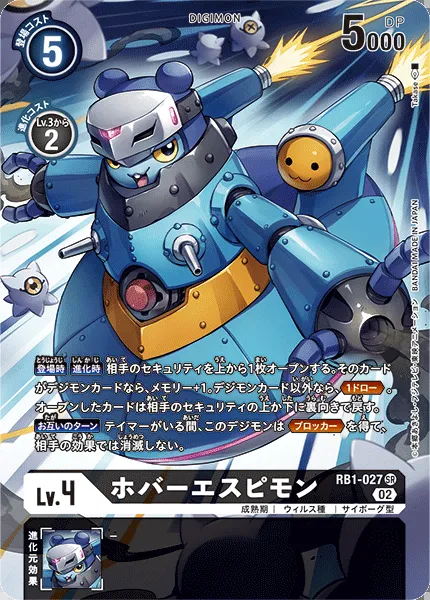 DIGIMON
登場コスト
5
5000
DP
進化コスト
Lv.3から
2
Takase
BANDAI MADE IN JAPAN
登場時 進化時 相手のセキュリティを上から1枚オープンする。そのカード
がデジモンカードなら、メモリー+1。デジモンカード以外なら、1ドロー。
オープンしたカードは相手のセキュリティの上か下に裏向きで戻す。
お互いのターン テイマーがいる間、このデジモンは ブロッカー を得て、
相手の効果では消滅しない。
Lv.4
ホバーエスピモン
RB1-027 SR
02
成熟期 | ウィルス種 | サイボーグ型
進化元効果
-